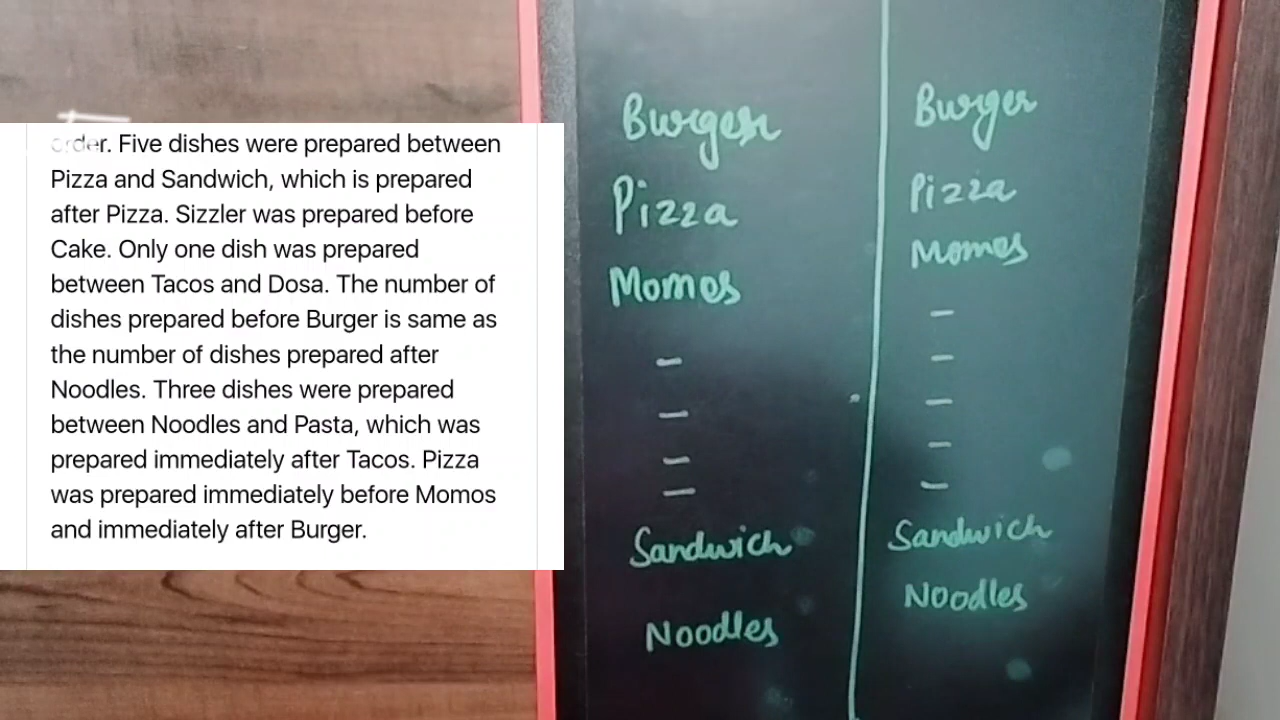 order. Five dishes were prepared between
Pizza and Sandwich, which is prepared
after Pizza. Sizzler was prepared before
Cake. Only one dish was prepared
between Tacos and Dosa. The number of
dishes prepared before Burger is same as
the number of dishes prepared after
Noodles. Three dishes were prepared
between Noodles and Pasta, which was
prepared immediately after Tacos. Pizza
was prepared immediately before Momos
and immediately after Burger.
Burger
Pizza
Momos
–
–
–
–
Sandwich
Noodles
Burger
Pizza
Momos
–
–
–
–
–
Sandwich
Noodles